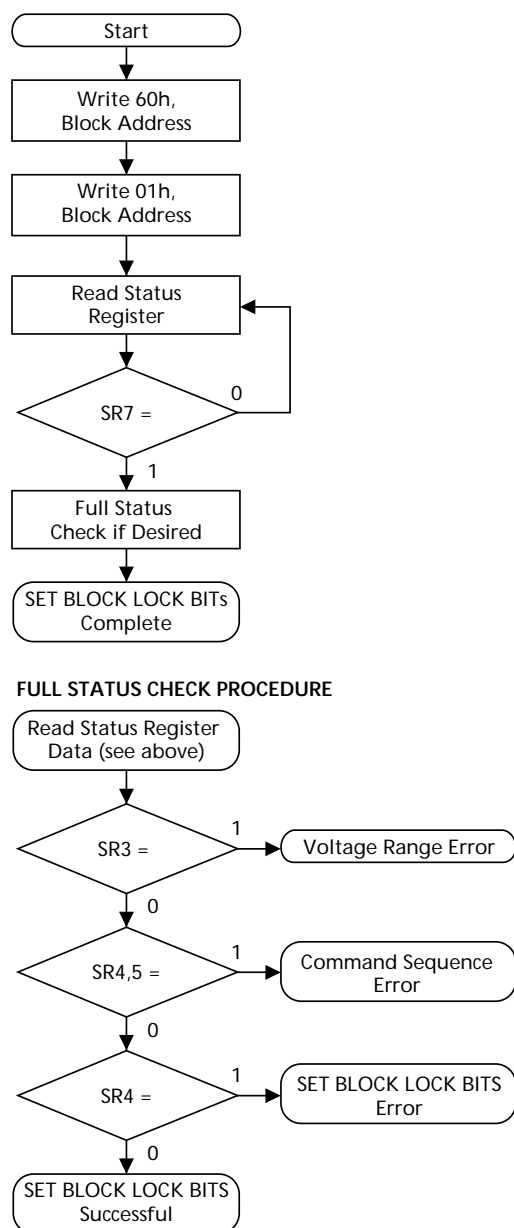 Start
Write 60h,
Block Address
Write 01h,
Block Address
Read Status
Register
0
SR7 =
1
Full Status
Check if Desired
SET BLOCK LOCK BITs
Complete
FULL STATUS CHECK PROCEDURE
Read Status Register
Data (see above)
1
SR3 =
Voltage Range Error
0
1
SR4,5 =
Command Sequence
Error
0
1
SR4 =
SET BLOCK LOCK BITS
Error
0
SET BLOCK LOCK BITS
Successful